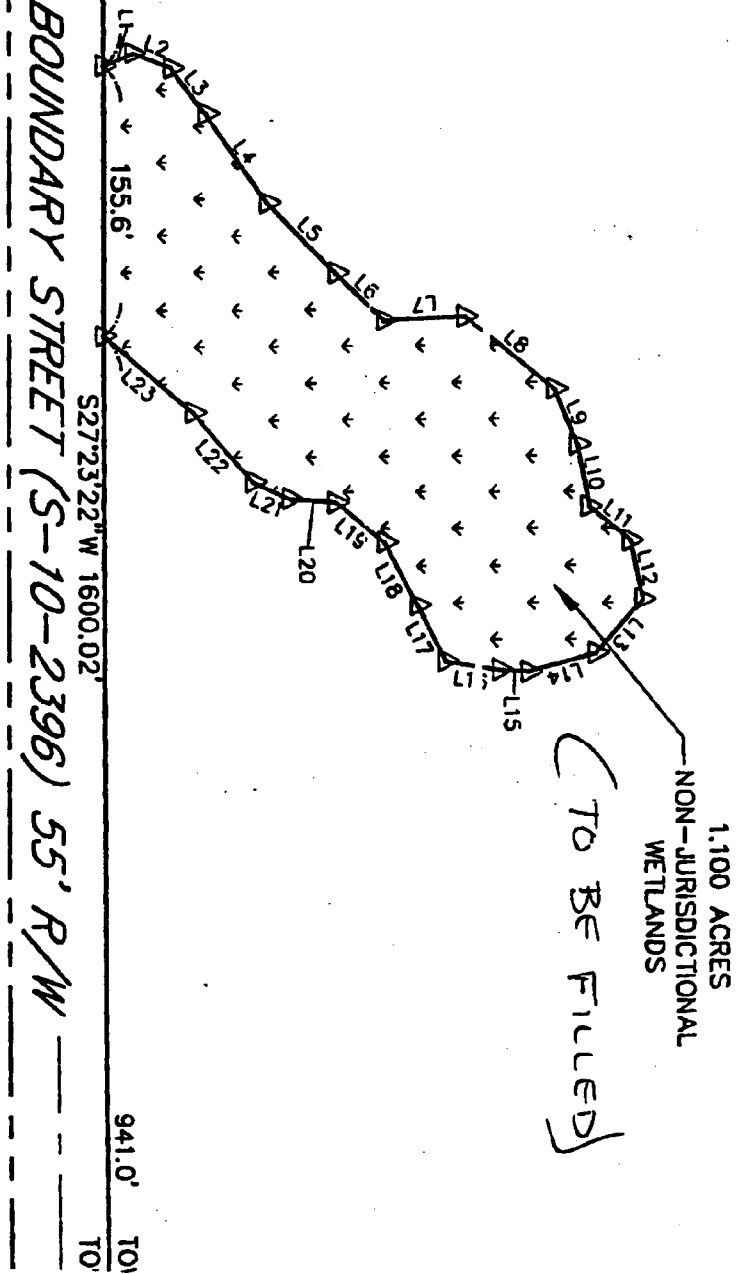 1.100 ACRES
NON-JURISDICTIONAL
WETLANDS
(TO BE FILLED)
L1
L2
L3
L4
L5
L6
L7
L8
L9
L10
L11
L12
L13
L14
L15
L17
L18
L19
L20
L21
L22
L23
155.6'
S27°23'22"W 1600.02'
941.0'
BOUNDARY STREET (S-10-2396) 55' R/W